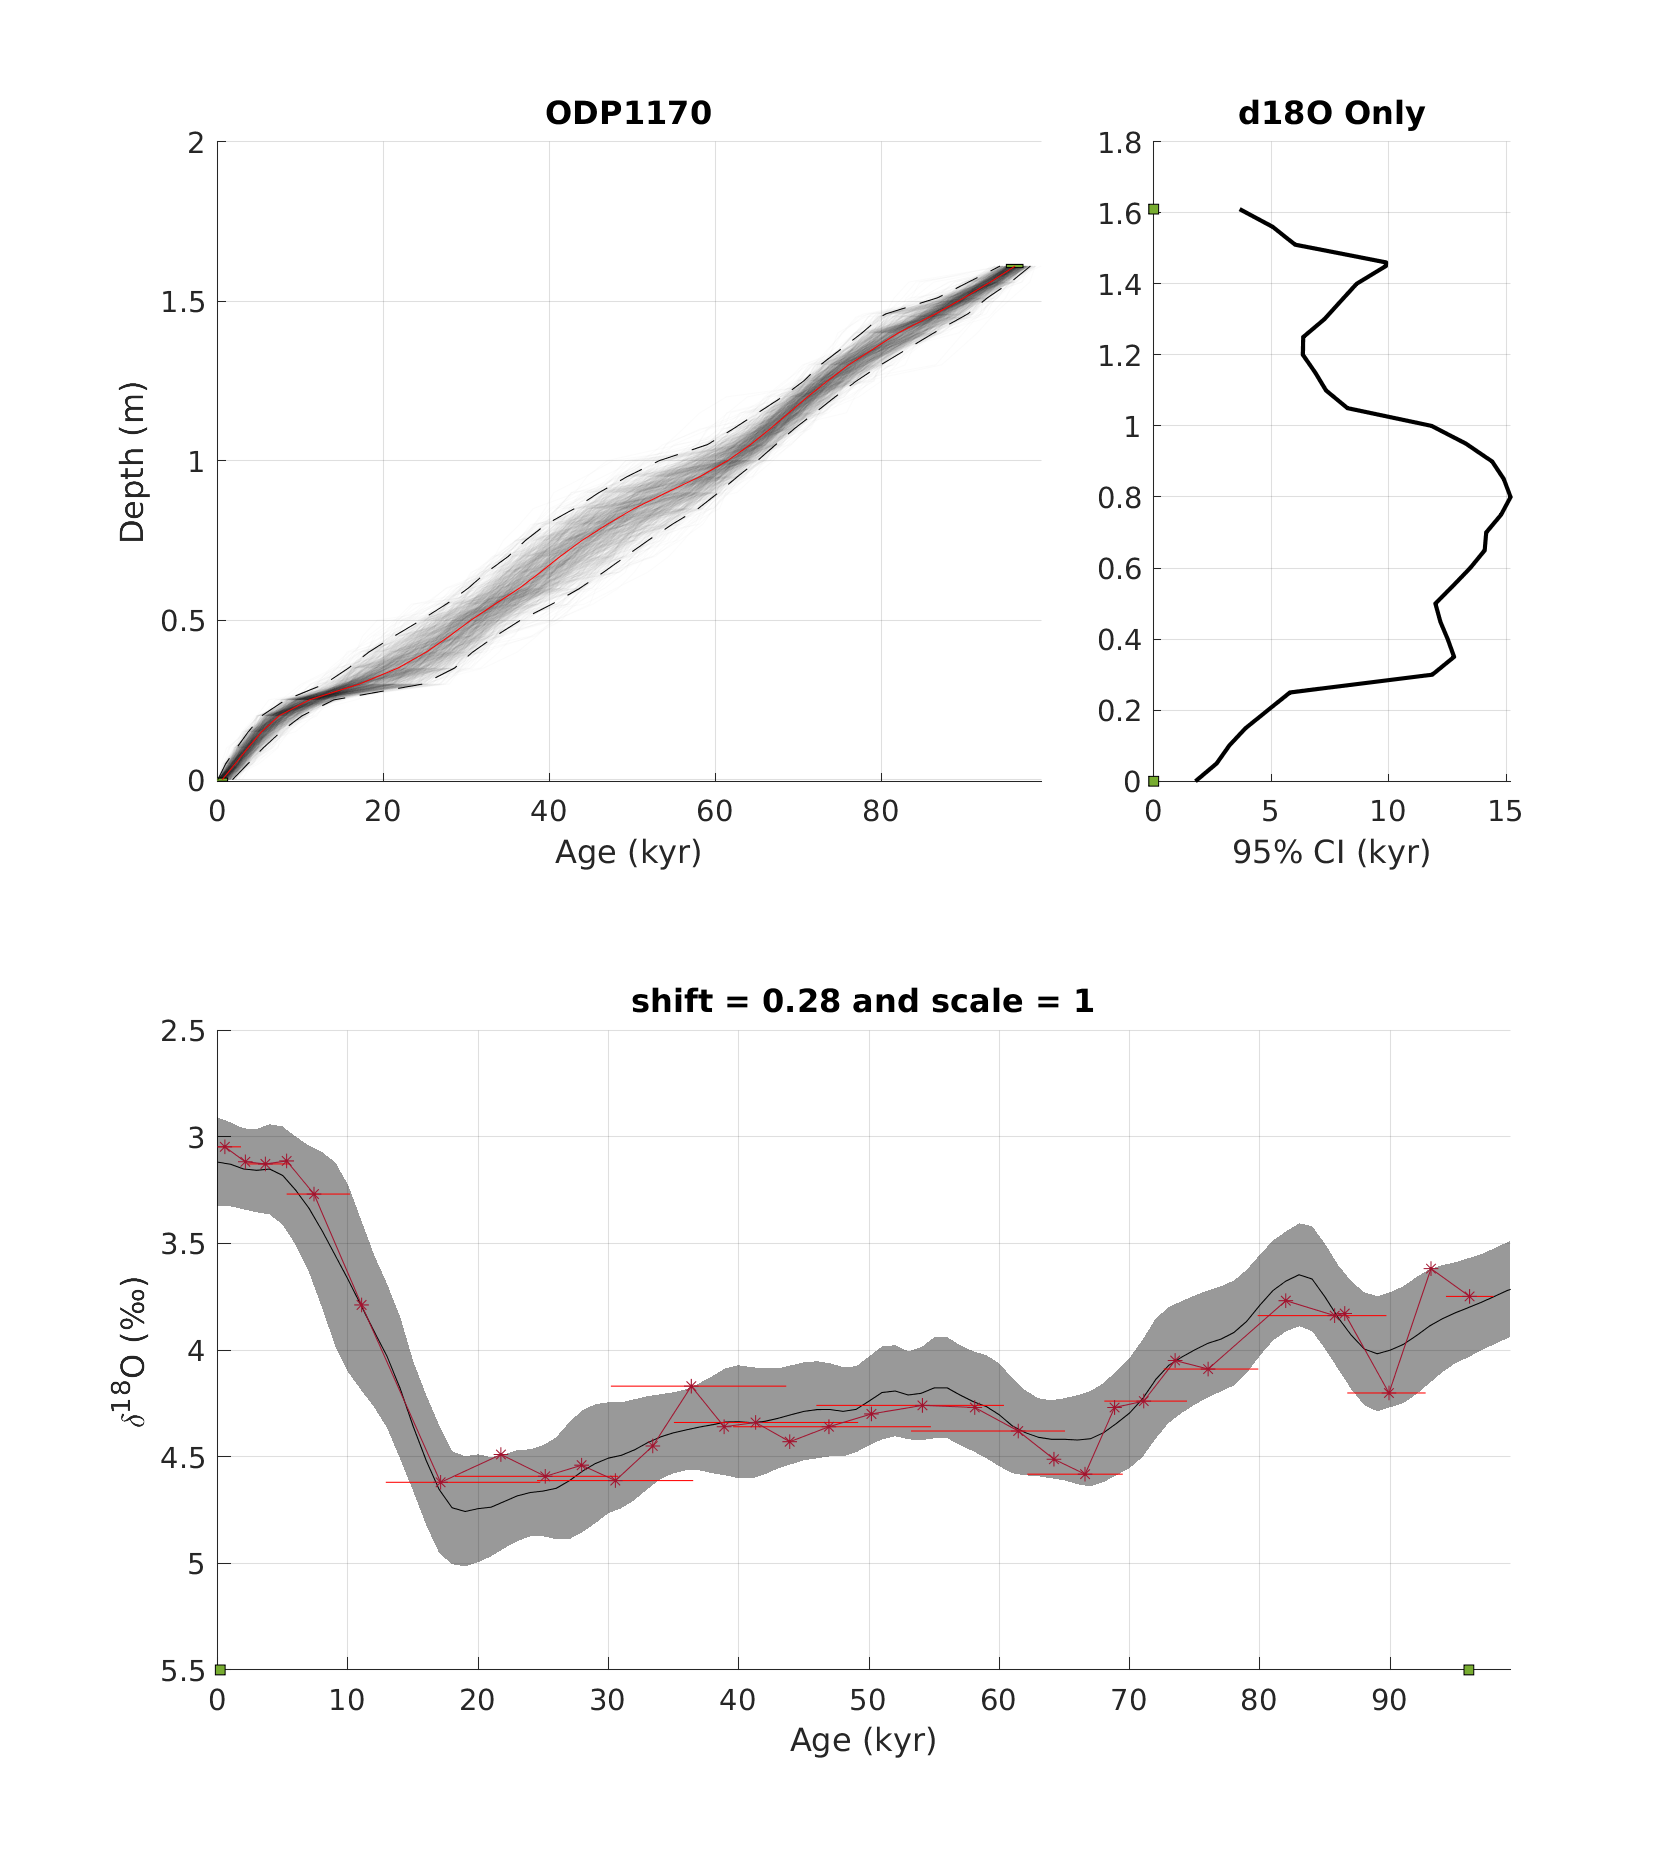 ODP1170
2
1.5
1
0.5
0
0 20 40 60 80
Depth (m)
Age (kyr)
d18O Only
1.8
1.6
1.4
1.2
1
0.8
0.6
0.4
0.2
0
0 5 10 15
95% CI (kyr)
shift = 0.28 and scale = 1
2.5
3
3.5
4
4.5
5
5.5
0 10 20 30 40 50 60 70 80 90
δ¹⁸O (‰)
Age (kyr)